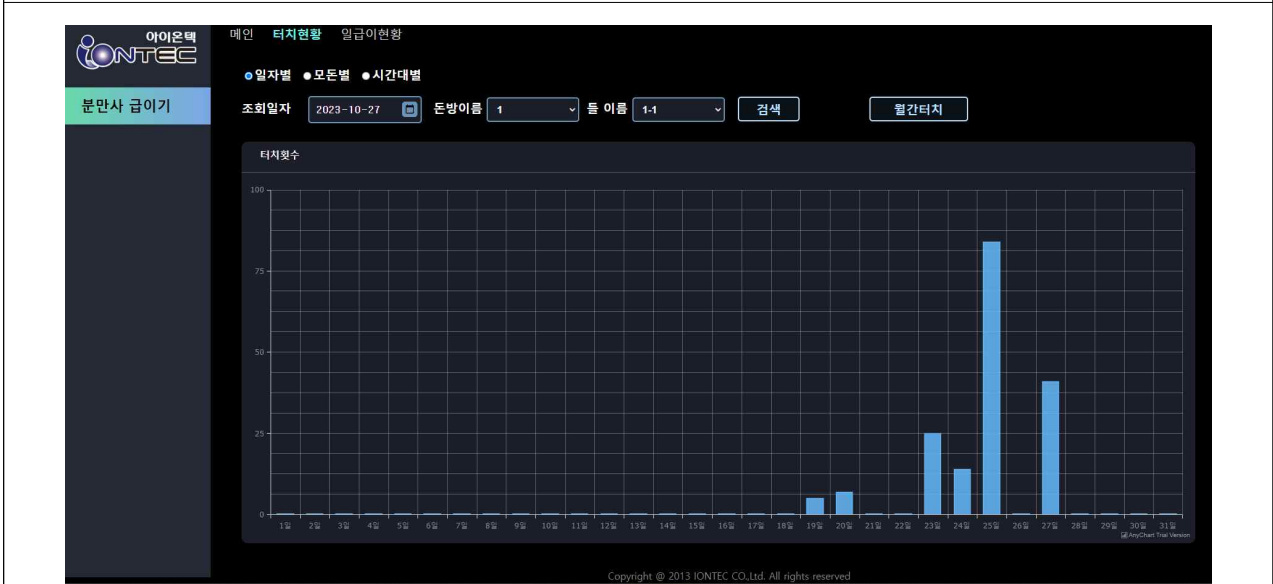 아이온텍
iONTEC
메인 터치현황 일급이현황
일자별 모돈별 시간대별
분만사 급이기
조회일자 2023-10-27 돈방이름 1 틀 이름 1-1 검색 월간터치
터치횟수
100
75
50
25
0
1일 2일 3일 4일 5일 6일 7일 8일 9일 10일 11일 12일 13일 14일 15일 16일 17일 18일 19일 20일 21일 22일 23일 24일 25일 26일 27일 28일 29일 30일 31일
AnyChart Trial Version
Copyright @ 2013 IONTEC CO.,Ltd. All rights reserved